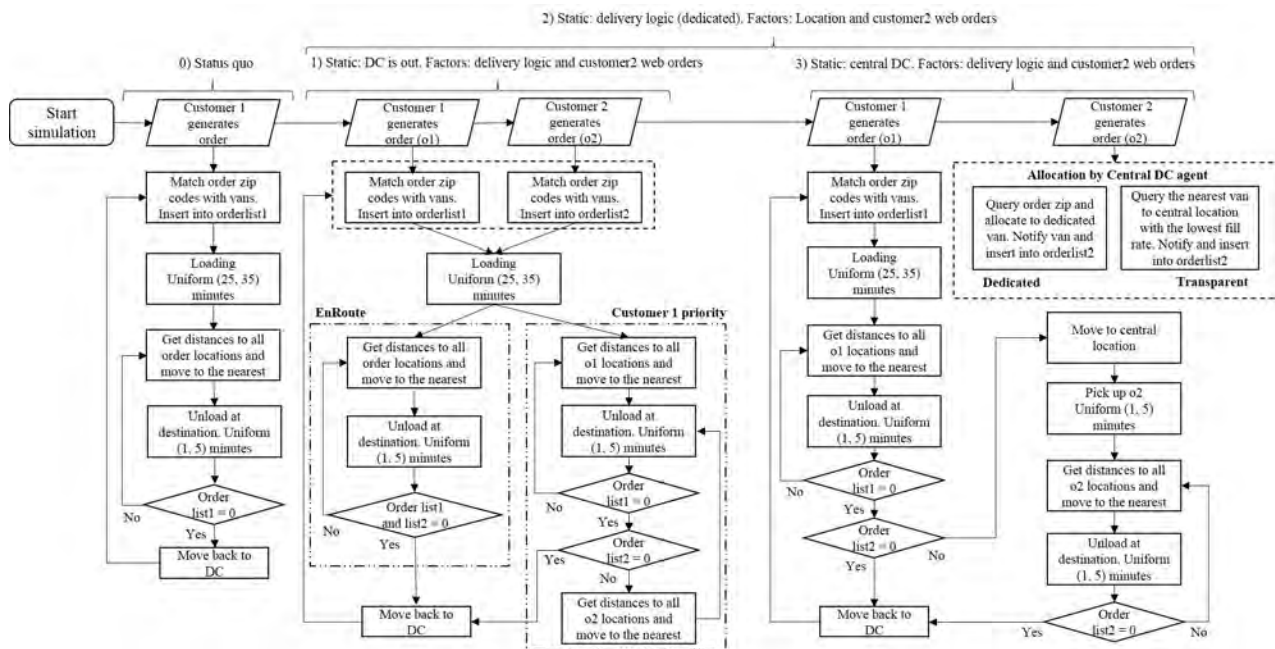 2) Static: delivery logic (dedicated). Factors: Location and customer2 web orders
0) Status quo
1) Static: DC is out. Factors: delivery logic and customer2 web orders
3) Static: central DC. Factors: delivery logic and customer2 web orders
Start
simulation
Customer 1
generates
order
Customer 1
generates
order (o1)
Customer 2
generates
order (o2)
Customer 1
generates
order (o1)
Customer 2
generates
order (o2)
Match order zip
codes with vans.
Insert into orderlist1
Loading
Uniform (25, 35)
minutes
Get distances to all
order locations and
move to the nearest
Unload at
destination. Uniform
(1, 5) minutes
Order
list1 = 0
No
Yes
Move back to
DC
Match order zip
codes with vans.
Insert into orderlist1
Match order zip
codes with vans.
Insert into orderlist2
Loading
Uniform (25, 35)
minutes
EnRoute
Get distances to all
order locations and
move to the nearest
Unload at
destination. Uniform
(1, 5) minutes
Order list1
and list2 = 0
No
Yes
Move back to
DC
Customer 1 priority
Get distances to all
o1 locations and
move to the nearest
Unload at
destination. Uniform
(1, 5) minutes
Order
list1 = 0
No
Yes
Order
list2 = 0
Yes
No
Get distances to all
o2 locations and
move to the nearest
Match order zip
codes with vans.
Insert into orderlist1
Loading
Uniform (25, 35)
minutes
Get distances to all
o1 locations and
move to the nearest
Unload at
destination. Uniform
(1, 5) minutes
Order
list1 = 0
No
Yes
Order
list2 = 0
No
Yes
Move back to
DC
Allocation by Central DC agent
Query order zip and
allocate to dedicated
van. Notify van and
insert into orderlist2
Dedicated
Query the nearest van
to central location
with the lowest fill
rate. Notify and insert
into orderlist2
Transparent
Move to central
location
Pick up o2
Uniform (1, 5)
minutes
Get distances to all
o2 locations and
move to the nearest
Unload at
destination. Uniform
(1, 5) minutes
Order
list2 = 0
Yes
No